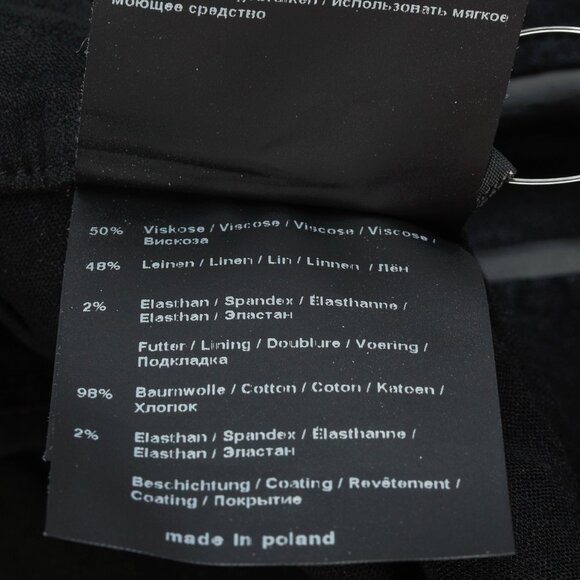 / использовать мягкое
моющее средство
50% Viskose / Viscose / Viscose / Viscose /
Вискоза
48% Leinen / Linen / Lin / Linnen / Лён
2% Elasthan / Spandex / Élasthanne /
Elasthan / Эластан
Futter / Lining / Doublure / Voering /
Подкладка
98% Baumwolle / Cotton / Coton / Katoen /
Хлопок
2% Elasthan / Spandex / Élasthanne /
Elasthan / Эластан
Beschichtung / Coating / Revêtement /
Coating / Покрытие
made in poland